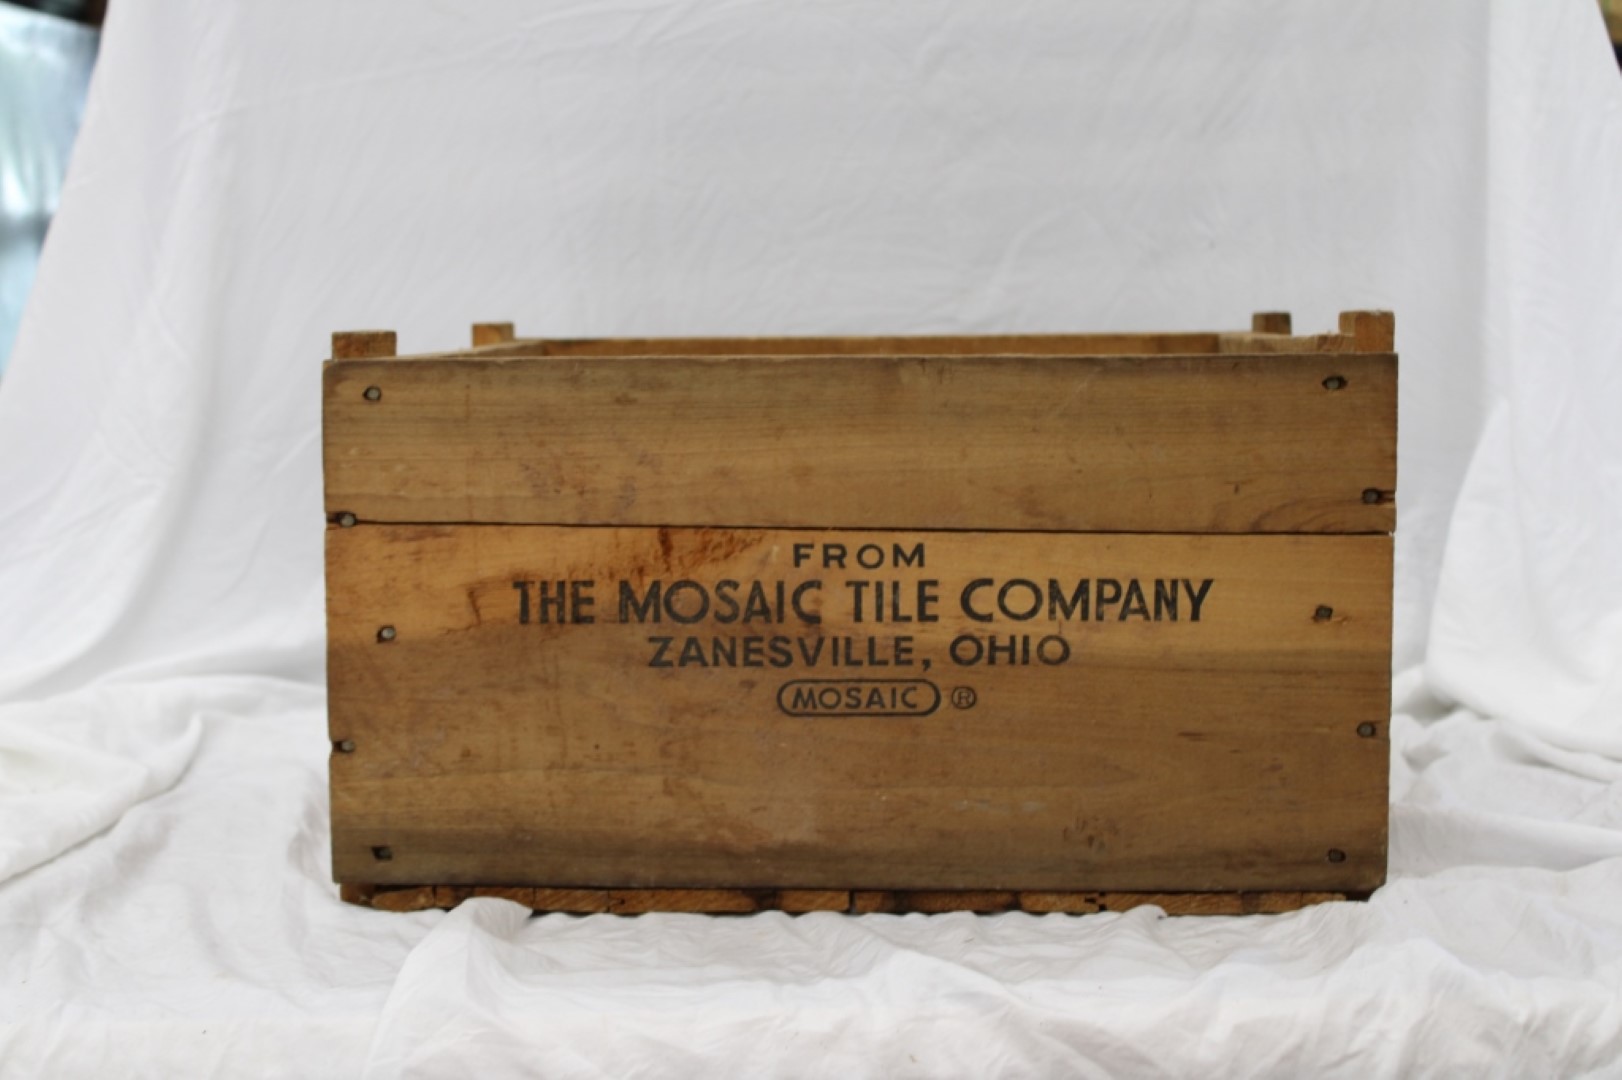 FROM
THE MOSAIC TILE COMPANY
ZANESVILLE, OHIO
MOSAIC ®